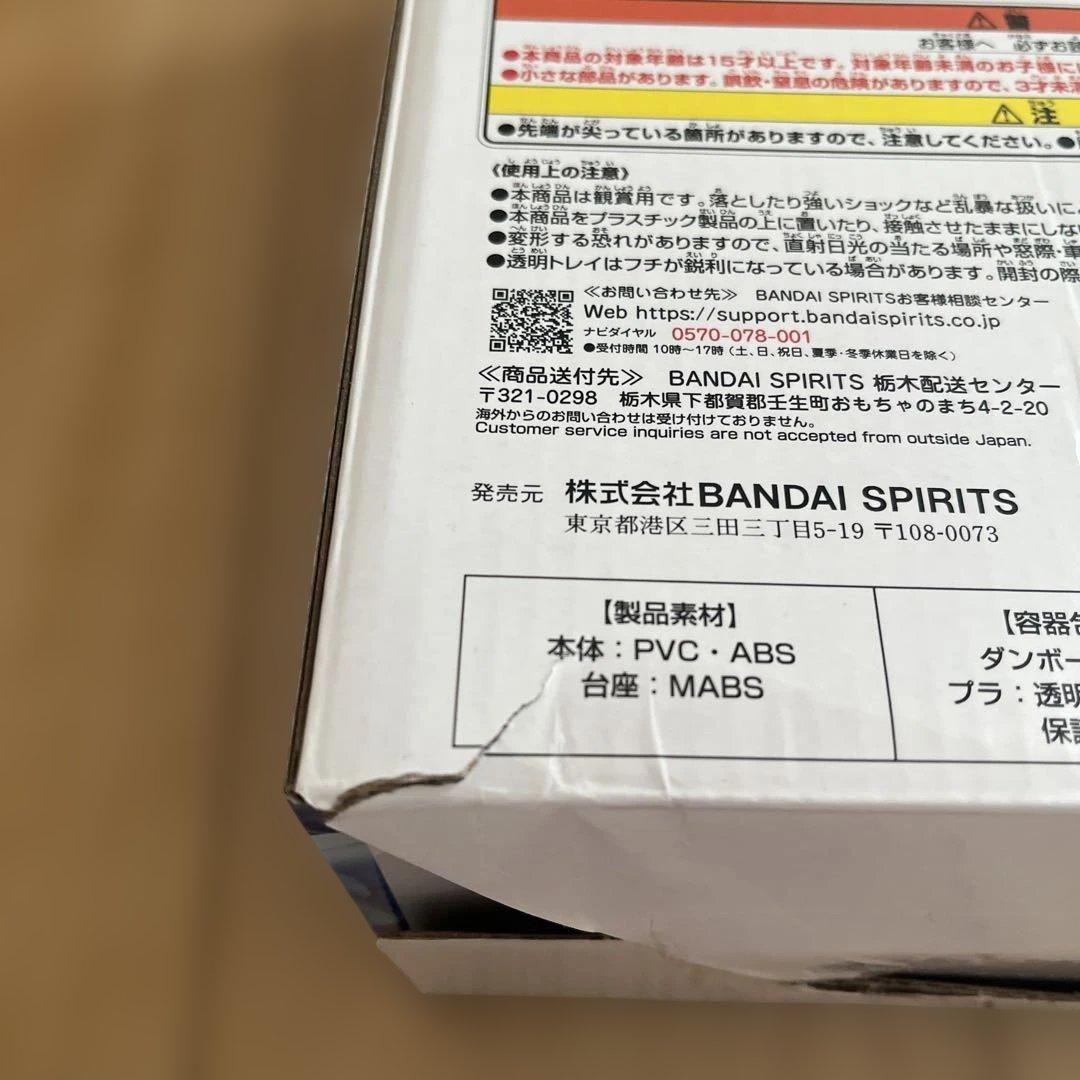 お客様へ 必ずお
●本商品の対象年齢は15才以上です。対象年齢未満のお子様に
●小さな部品があります。誤飲・窒息の危険がありますので、3才未満
注
●先端が尖っている箇所がありますので、注意してください。●
《使用上の注意》
●本商品は観賞用です。落としたり強いショックなど乱暴な扱いに
●本商品をプラスチック製品の上に置いたり、接触させたままにしない
●変形する恐れがありますので、直射日光の当たる場所や窓際・車
●透明トレイはフチが鋭利になっている場合があります。開封の際
≪お問い合わせ先≫ BANDAI SPIRITSお客様相談センター
Web https://support.bandaispirits.co.jp
ナビダイヤル 0570-078-001
●受付時間 10時〜17時(土、日、祝日、夏季・冬季休業日を除く)
≪商品送付先≫ BANDAI SPIRITS 栃木配送センター
〒321-0298 栃木県下都賀郡壬生町おもちゃのまち4-2-20
海外からのお問い合わせは受け付けておりません。
Customer service inquiries are not accepted from outside Japan.
発売元 株式会社BANDAI SPIRITS
東京都港区三田三丁目5-19 〒108-0073
【製品素材】
本体：PVC・ABS
台座：MABS
【容器包
ダンボー
プラ：透明
保護